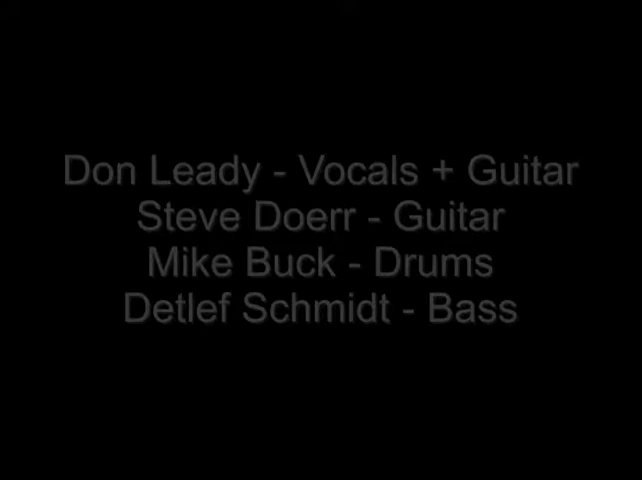 Don Leady - Vocals + Guitar
Steve Doerr - Guitar
Mike Buck - Drums
Detlef Schmidt - Bass